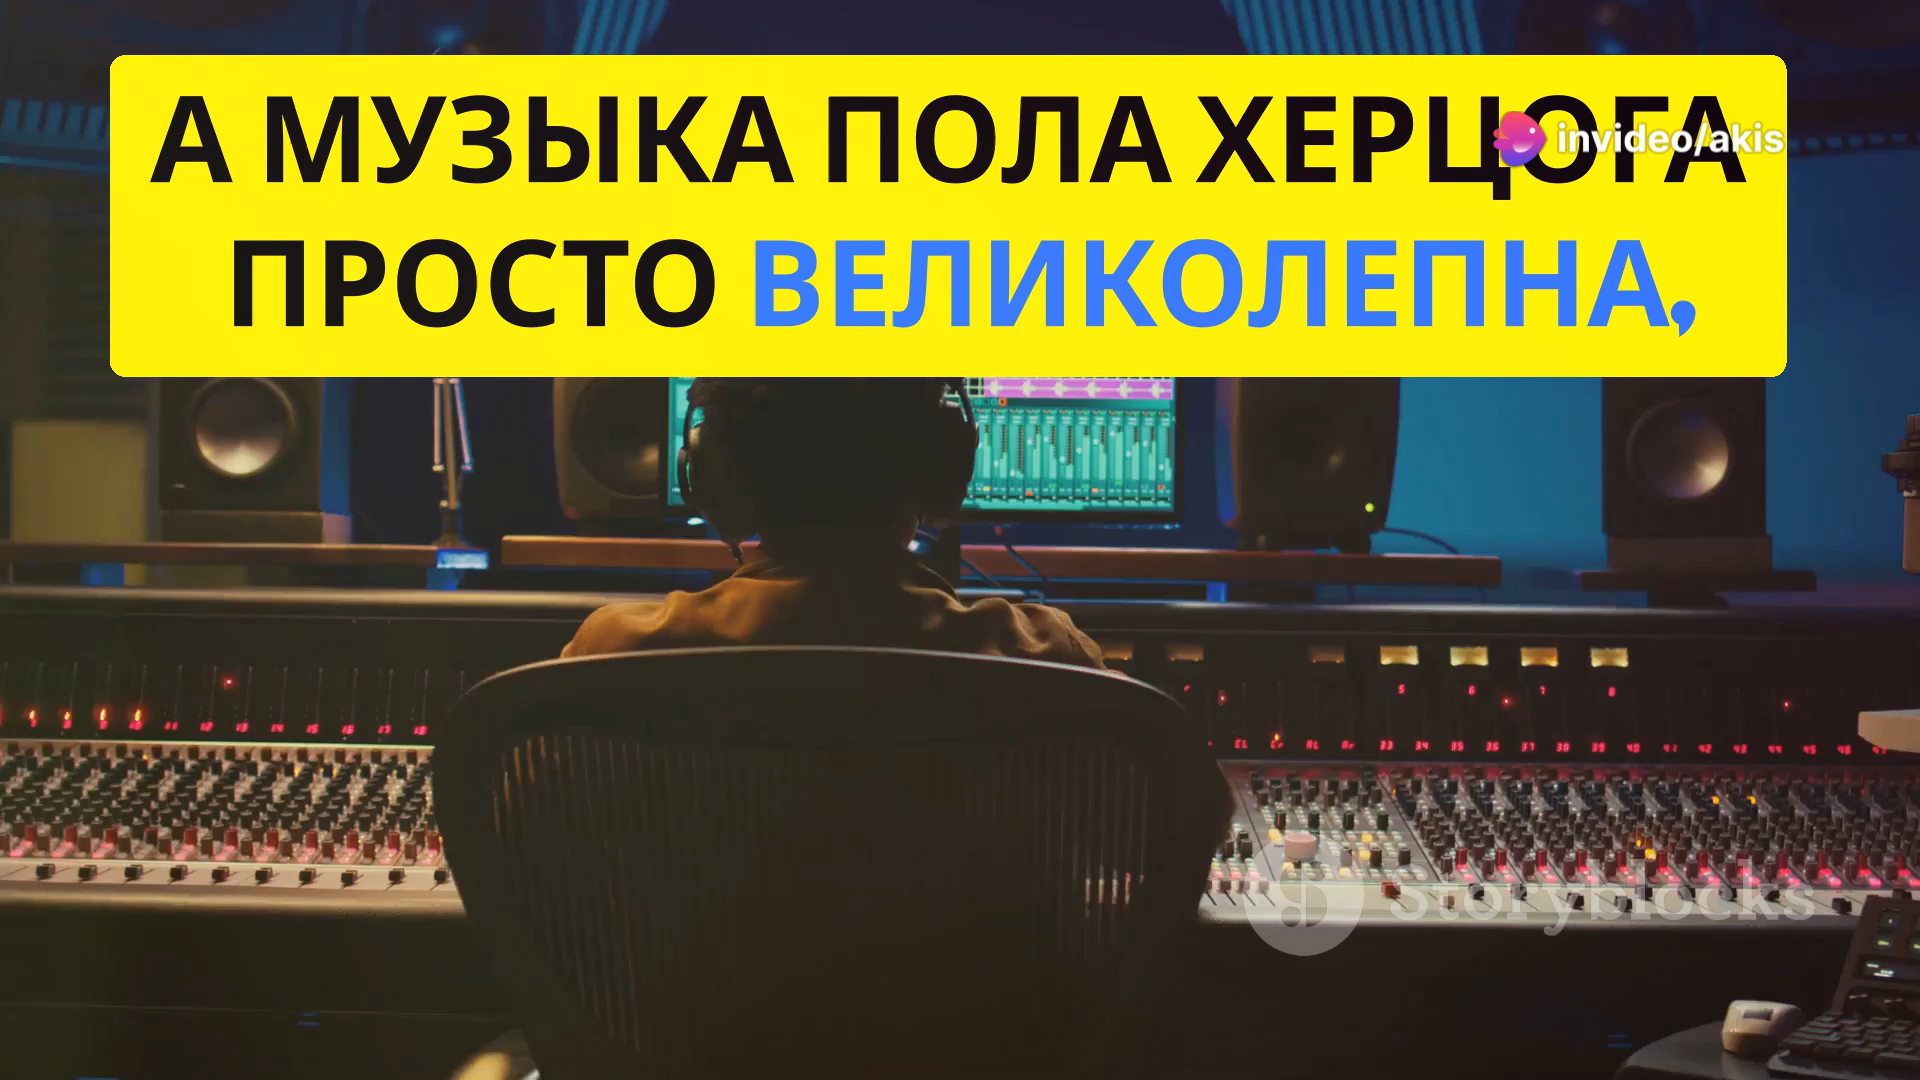 А МУЗЫКА ПОЛА ХЕРЦОГА
invideo/akis
ПРОСТО ВЕЛИКОЛЕПНА,
Storyblocks